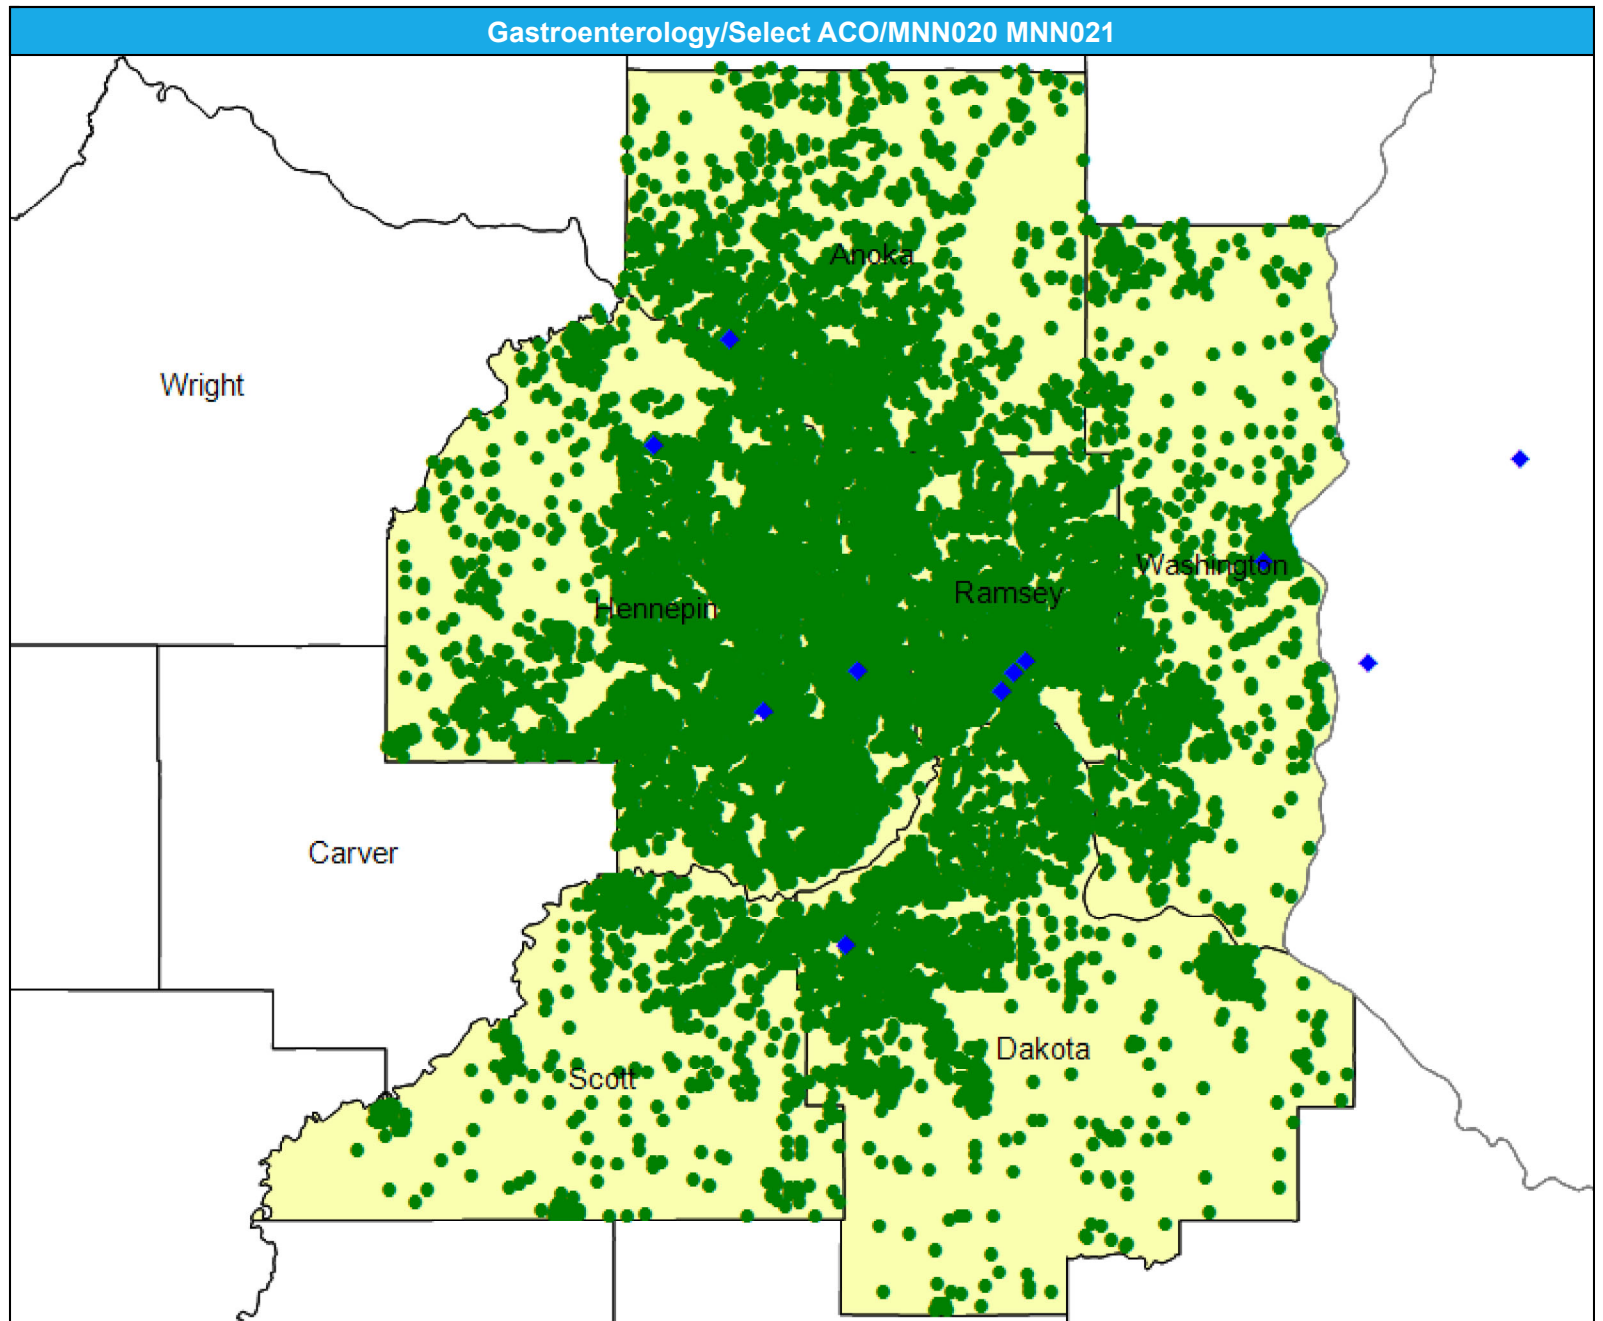 Gastroenterology/Select ACO/MNN020 MNN021
Anoka
Wright
Washington
Ramsey
Hennepin
Carver
Dakota
Scott